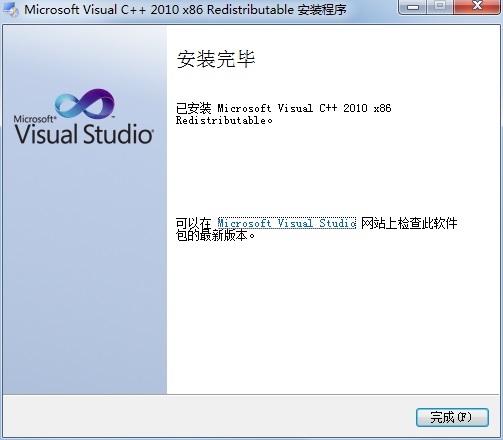 Microsoft Visual C++ 2010 x86 Redistributable 安装程序
安装完毕
Microsoft®
Visual Studio®
已安装 Microsoft Visual C++ 2010 x86
Redistributable。
可以在 Microsoft Visual Studio 网站上检查此软件
包的最新版本。
完成(F)